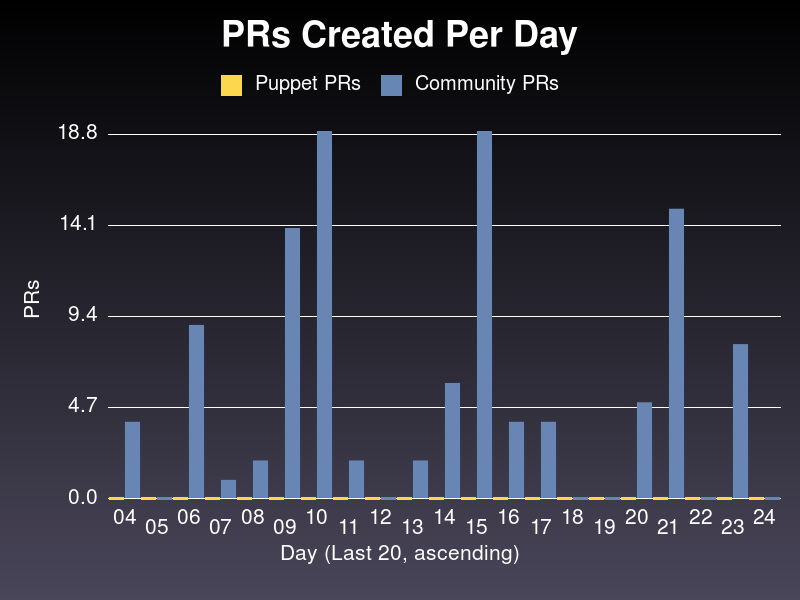 PRs Created Per Day
Puppet PRs Community PRs
18.8
14.1
9.4
4.7
0.0
PRs
04 05 06 07 08 09 10 11 12 13 14 15 16 17 18 19 20 21 22 23 24
Day (Last 20, ascending)